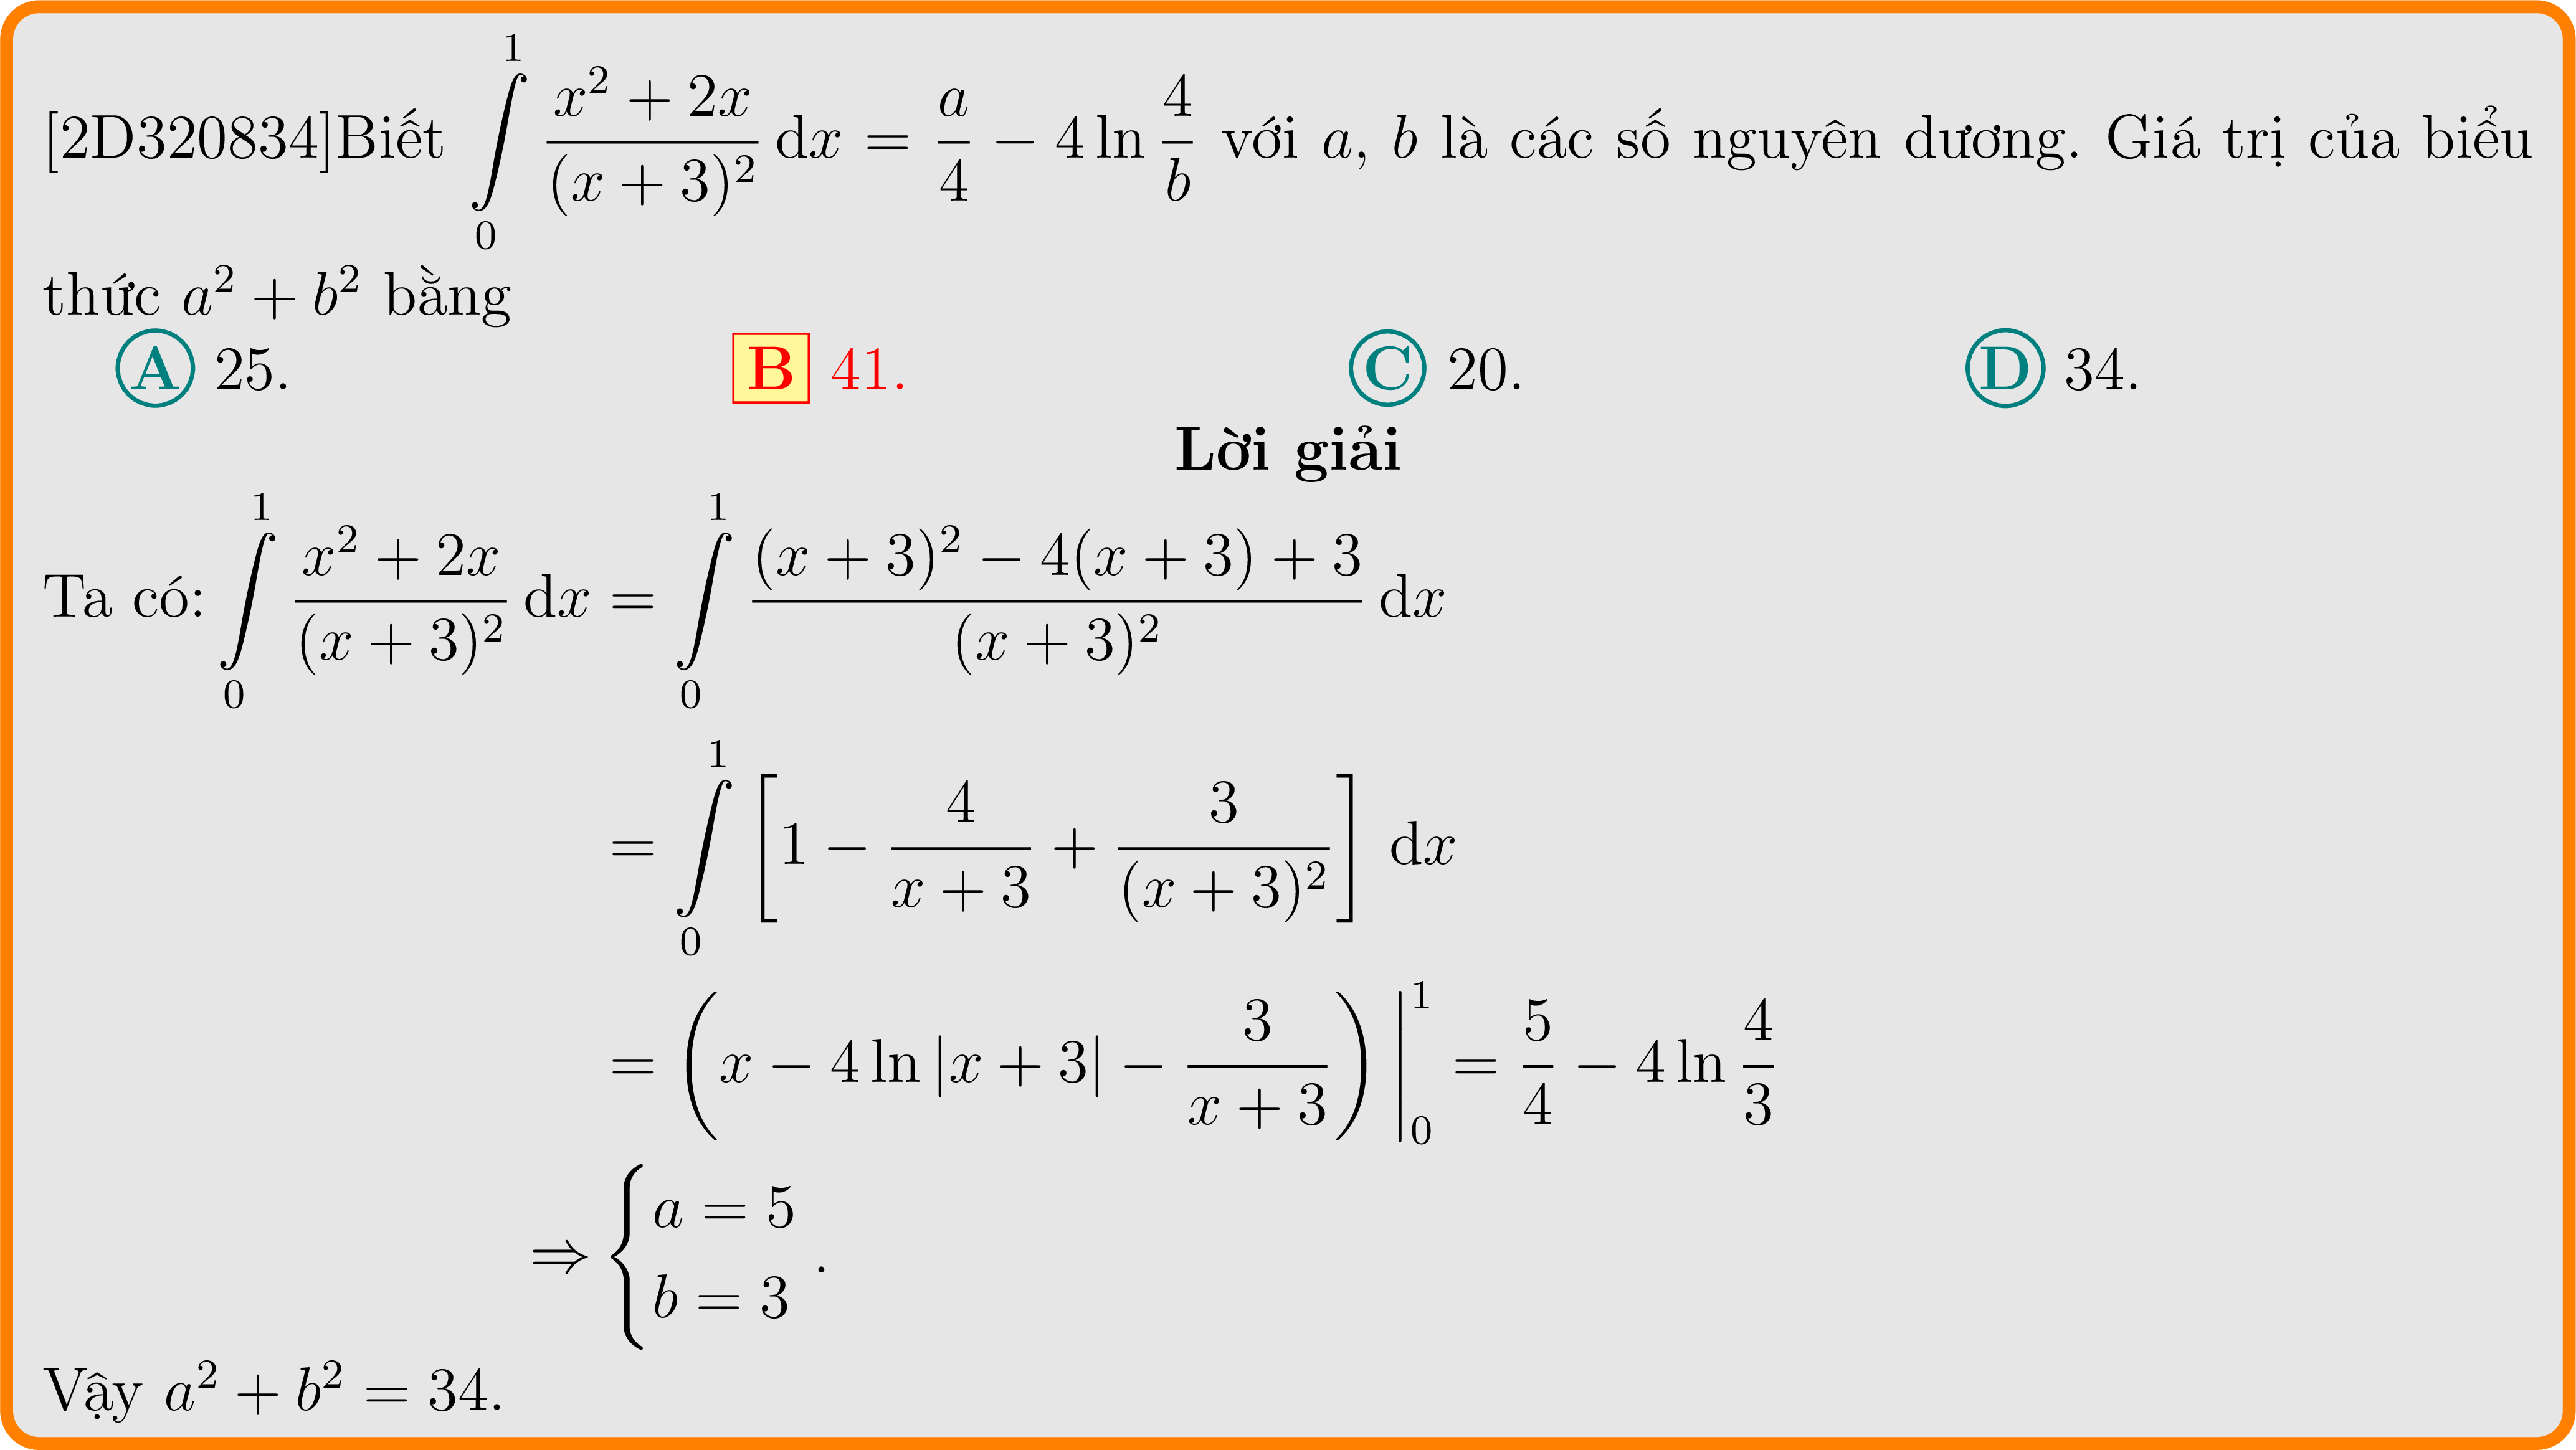 [2D320834]Biết $\int\limits_0^1 \frac{x^2+2x}{(x+3)^2}\,\mathrm{d}x = \frac{a}{4} - 4\ln\frac{4}{b}$ với $a$, $b$ là các số nguyên dương. Giá trị của biểu
thức $a^2+b^2$ bằng
A 25. B 41. C 20. D 34.
Lời giải
Ta có: $\int\limits_0^1 \frac{x^2+2x}{(x+3)^2}\,\mathrm{d}x = \int\limits_0^1 \frac{(x+3)^2-4(x+3)+3}{(x+3)^2}\,\mathrm{d}x$
$= \int\limits_0^1 \left[1-\frac{4}{x+3}+\frac{3}{(x+3)^2}\right]\,\mathrm{d}x$
$= \left(x-4\ln|x+3|-\frac{3}{x+3}\right)\Big|_0^1 = \frac{5}{4}-4\ln\frac{4}{3}$
$\Rightarrow \begin{cases} a=5 \\ b=3 \end{cases}.$
Vậy $a^2+b^2=34$.